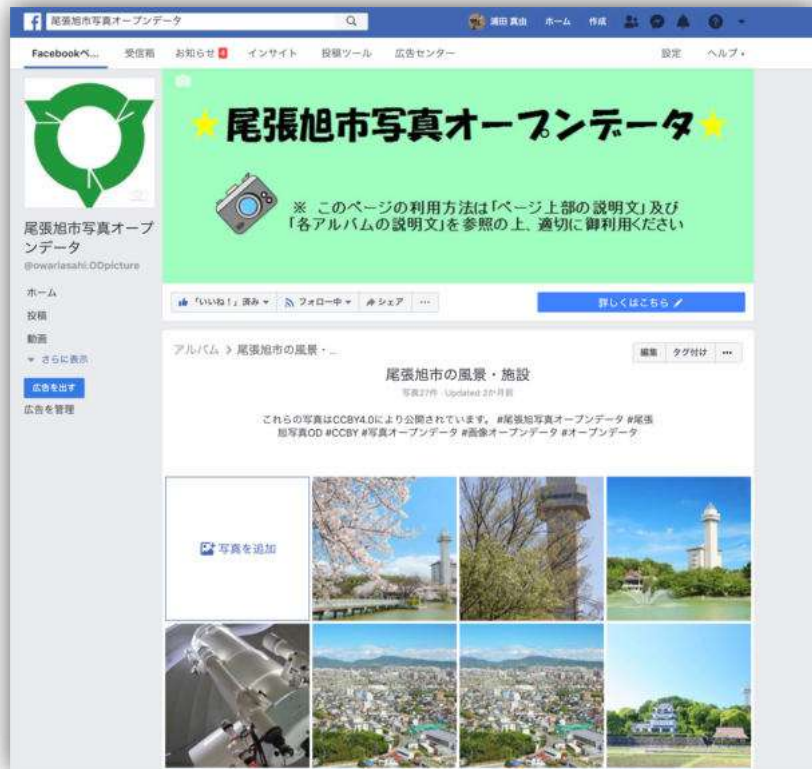 尾張旭市写真オープンデータ
浦田 真由
ホーム
作成
Facebookペ...
受信箱
お知らせ 4
インサイト
投稿ツール
広告センター
設定
ヘルプ
尾張旭市写真オープンデータ
※ このページの利用方法は「ページ上部の説明文」及び
「各アルバムの説明文」を参照の上、適切に御利用ください
尾張旭市写真オープ
ンデータ
@owariasahi.ODpicture
ホーム
投稿
動画
さらに表示
広告を出す
広告を管理
「いいね！」済み
フォロー中
シェア
...
詳しくはこちら
アルバム > 尾張旭市の風景・...
編集
タグ付け
...
尾張旭市の風景・施設
写真27件 · Updated 2か月前
これらの写真はCCBY4.0により公開されています。 #尾張旭写真オープンデータ #尾張
旭写真OD #CCBY #写真オープンデータ #画像オープンデータ #オープンデータ
写真を追加